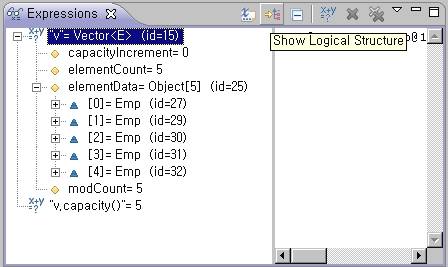 Expressions
"v"= Vector<E> (id=15)
Show Logical Structure
capacityIncrement= 0
elementCount= 5
elementData= Object[5] (id=25)
[0]= Emp (id=27)
[1]= Emp (id=29)
[2]= Emp (id=30)
[3]= Emp (id=31)
[4]= Emp (id=32)
modCount= 5
"v.capacity()"= 5